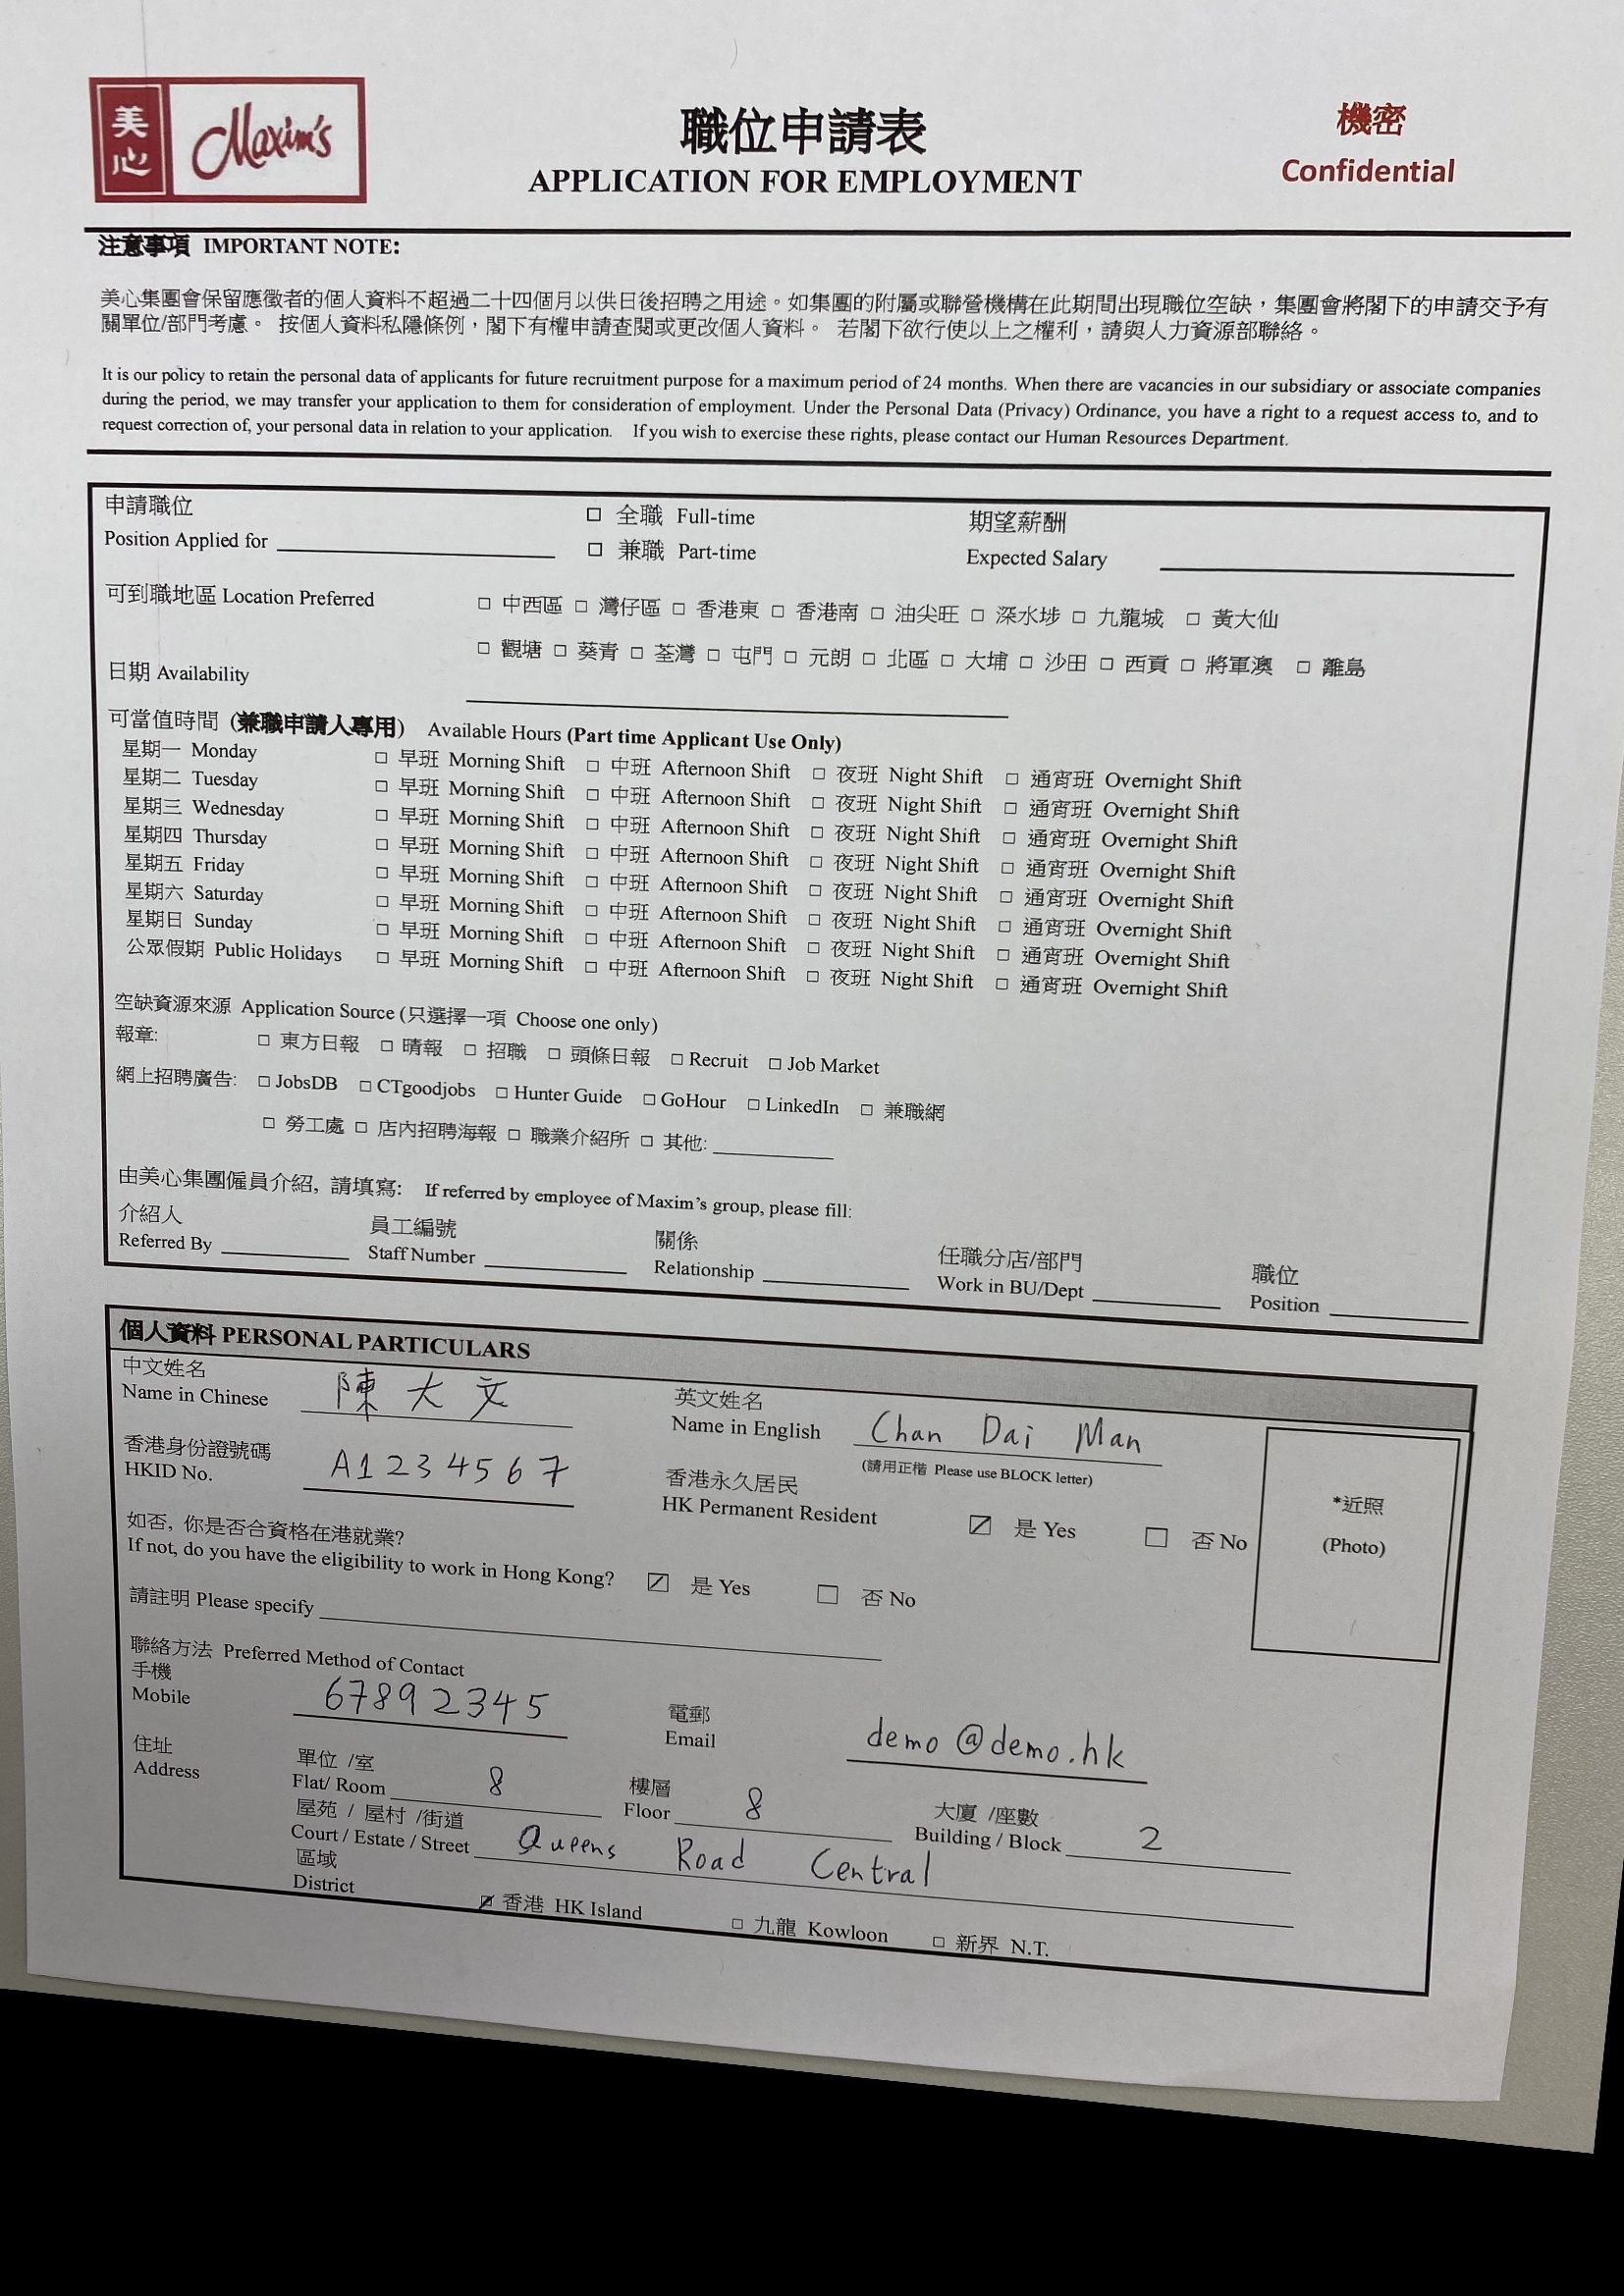 美心 Maxim's
職位申請表
APPLICATION FOR EMPLOYMENT
機密
Confidential
注意事項 IMPORTANT NOTE:
美心集團會保留應徵者的個人資料不超過二十四個月以供日後招聘之用途。如集團的附屬或聯營機構在此期間出現職位空缺，集團會將閣下的申請交予有
關單位/部門考慮。 按個人資料私隱條例，閣下有權申請查閱或更改個人資料。 若閣下欲行使以上之權利，請與人力資源部聯絡。
It is our policy to retain the personal data of applicants for future recruitment purpose for a maximum period of 24 months. When there are vacancies in our subsidiary or associate companies
during the period, we may transfer your application to them for consideration of employment. Under the Personal Data (Privacy) Ordinance, you have a right to a request access to, and to
request correction of, your personal data in relation to your application. If you wish to exercise these rights, please contact our Human Resources Department.
申請職位 □ 全職 Full-time 期望薪酬
Position Applied for □ 兼職 Part-time Expected Salary
可到職地區 Location Preferred □ 中西區 □ 灣仔區 □ 香港東 □ 香港南 □ 油尖旺 □ 深水埗 □ 九龍城 □ 黃大仙
□ 觀塘 □ 葵青 □ 荃灣 □ 屯門 □ 元朗 □ 北區 □ 大埔 □ 沙田 □ 西貢 □ 將軍澳 □ 離島
日期 Availability
可當值時間 (兼職申請人專用) Available Hours (Part time Applicant Use Only)
星期一 Monday □ 早班 Morning Shift □ 中班 Afternoon Shift □ 夜班 Night Shift □ 通宵班 Overnight Shift
星期二 Tuesday □ 早班 Morning Shift □ 中班 Afternoon Shift □ 夜班 Night Shift □ 通宵班 Overnight Shift
星期三 Wednesday □ 早班 Morning Shift □ 中班 Afternoon Shift □ 夜班 Night Shift □ 通宵班 Overnight Shift
星期四 Thursday □ 早班 Morning Shift □ 中班 Afternoon Shift □ 夜班 Night Shift □ 通宵班 Overnight Shift
星期五 Friday □ 早班 Morning Shift □ 中班 Afternoon Shift □ 夜班 Night Shift □ 通宵班 Overnight Shift
星期六 Saturday □ 早班 Morning Shift □ 中班 Afternoon Shift □ 夜班 Night Shift □ 通宵班 Overnight Shift
星期日 Sunday □ 早班 Morning Shift □ 中班 Afternoon Shift □ 夜班 Night Shift □ 通宵班 Overnight Shift
公眾假期 Public Holidays □ 早班 Morning Shift □ 中班 Afternoon Shift □ 夜班 Night Shift □ 通宵班 Overnight Shift
空缺資源來源 Application Source (只選擇一項 Choose one only)
報章: □ 東方日報 □ 晴報 □ 招職 □ 頭條日報 □ Recruit □ Job Market
網上招聘廣告: □ JobsDB □ CTgoodjobs □ Hunter Guide □ GoHour □ LinkedIn □ 兼職網
□ 勞工處 □ 店內招聘海報 □ 職業介紹所 □ 其他:
由美心集團僱員介紹, 請填寫: If referred by employee of Maxim's group, please fill:
介紹人 員工編號 關係 任職分店/部門 職位
Referred By Staff Number Relationship Work in BU/Dept Position
個人資料 PERSONAL PARTICULARS
中文姓名 英文姓名
Name in Chinese 陳大文 Name in English Chan Dai Man
(請用正楷 Please use BLOCK letter)
香港身份證號碼 香港永久居民
HKID No. A1234567 HK Permanent Resident ☑ 是 Yes □ 否 No
*近照
(Photo)
如否, 你是否合資格在港就業?
If not, do you have the eligibility to work in Hong Kong? ☑ 是 Yes □ 否 No
請註明 Please specify
聯絡方法 Preferred Method of Contact
手機 電郵
Mobile 67892345 Email demo@demo.hk
住址 單位 /室 樓層 大廈 /座數
Address Flat/ Room 8 Floor 8 Building / Block 2
屋苑 / 屋村 /街道
Court / Estate / Street Queens Road Central
區域
District ☑ 香港 HK Island □ 九龍 Kowloon □ 新界 N.T.